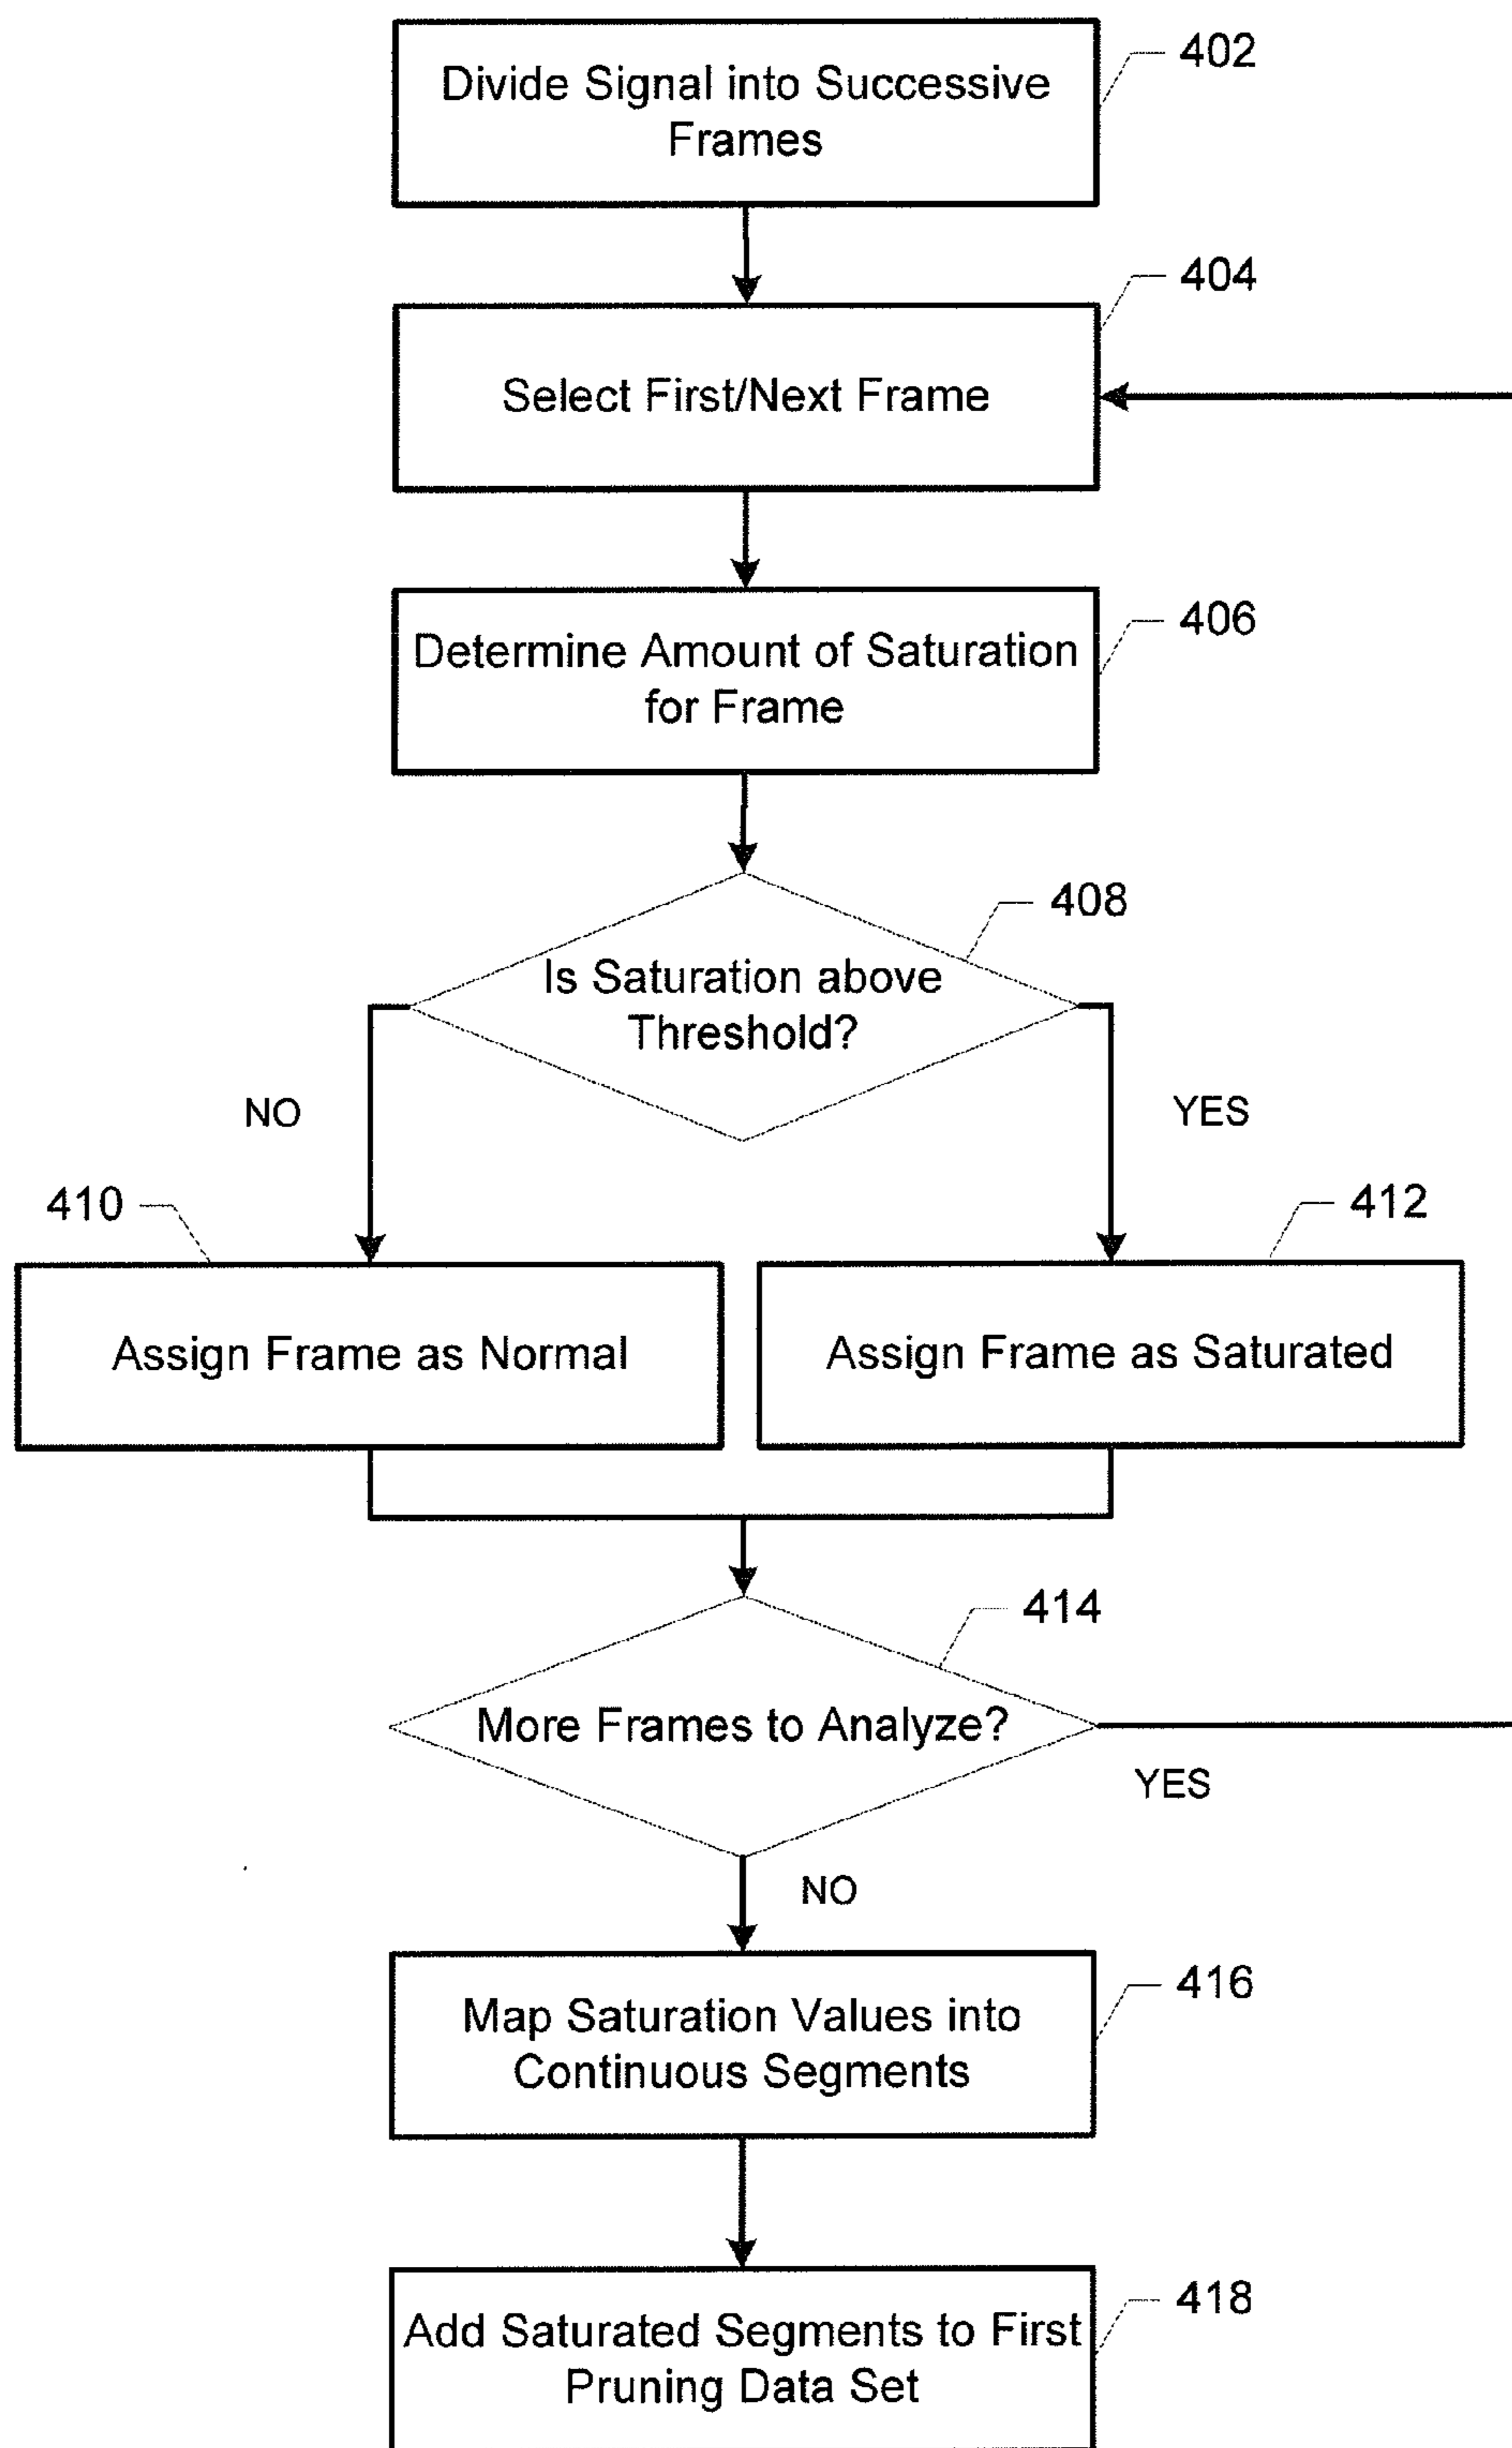 402
Divide Signal into Successive
Frames
404
Select First/Next Frame
406
Determine Amount of Saturation
for Frame
408
Is Saturation above
Threshold?
NO
YES
410
412
Assign Frame as Normal
Assign Frame as Saturated
414
More Frames to Analyze?
YES
NO
416
Map Saturation Values into
Continuous Segments
418
Add Saturated Segments to First
Pruning Data Set